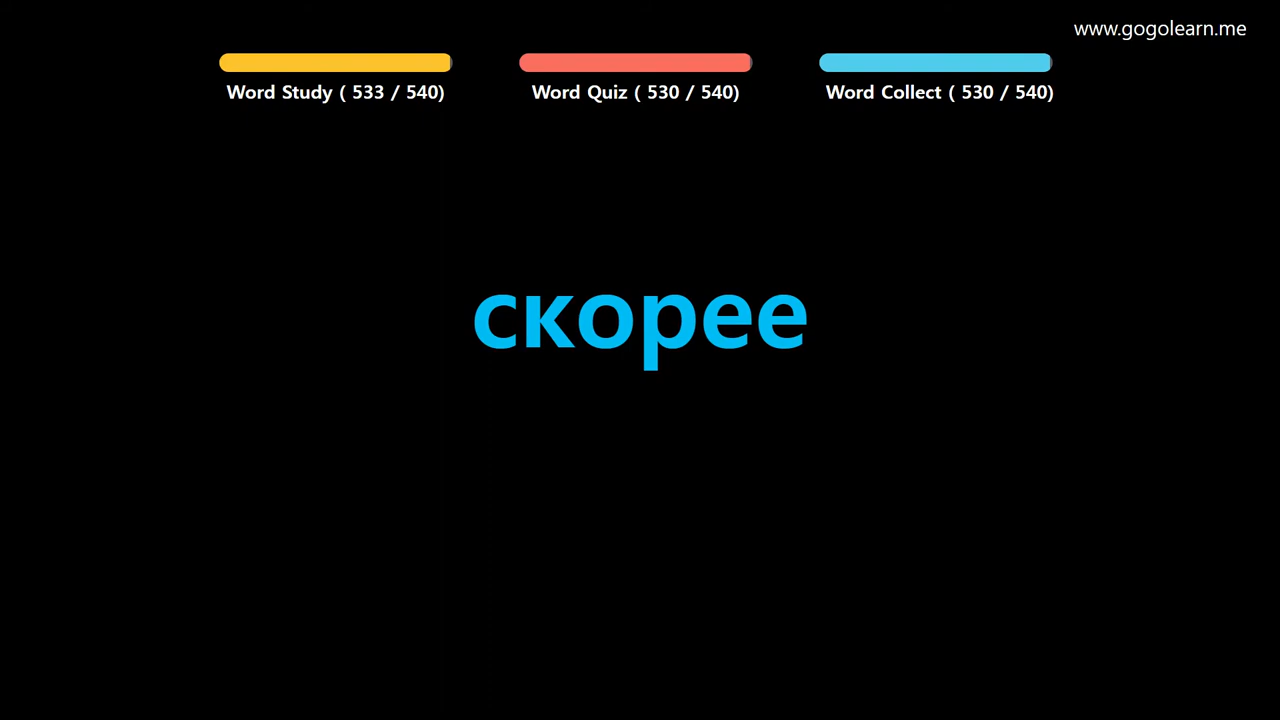 www.gogolearn.me
Word Study ( 533 / 540)
Word Quiz ( 530 / 540)
Word Collect ( 530 / 540)
скорее